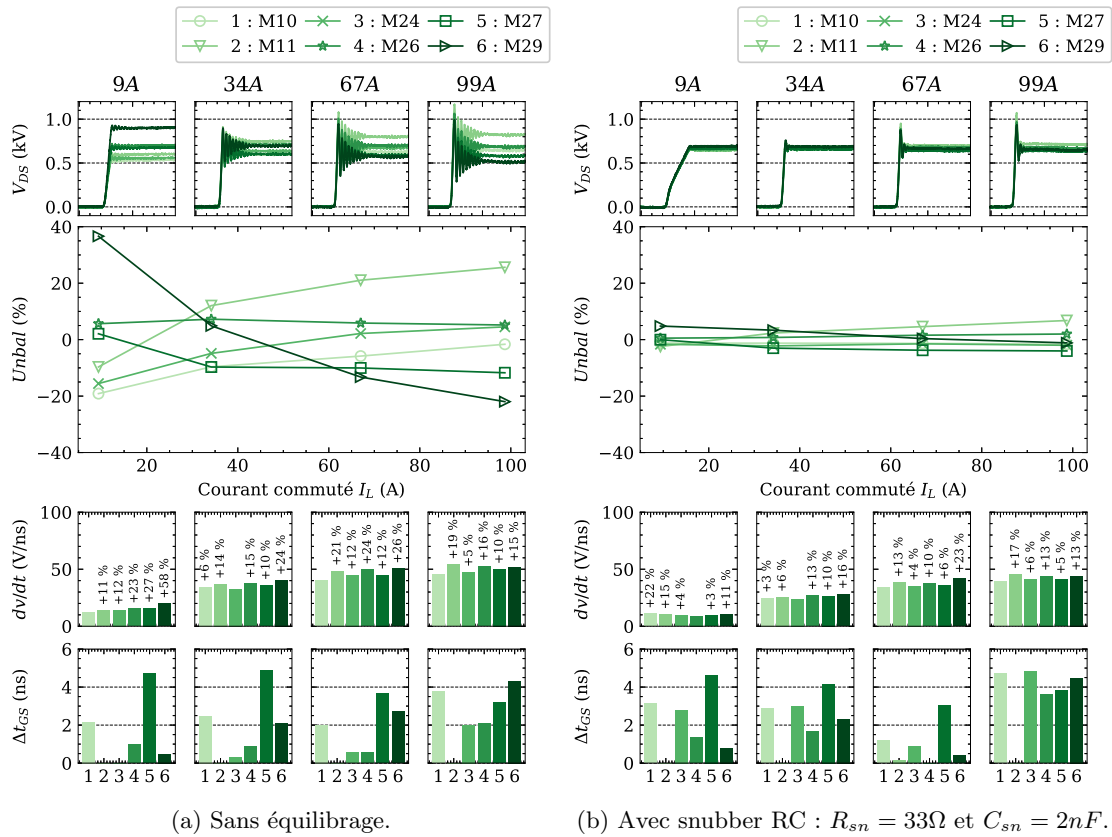 1 : M10 3 : M24 5 : M27
2 : M11 4 : M26 6 : M29
9A 34A 67A 99A
V_DS (kV)
1.0
0.5
0.0
Unbal (%)
40
20
0
−20
−40
20 40 60 80 100
Courant commuté I_L (A)
dv/dt (V/ns)
100
50
0
+11 % +12 % +23 % +27 % +58 %
+6 % +14 % +15 % +10 % +24 %
+21 % +12 % +24 % +12 % +26 %
+19 % +5 % +16 % +10 % +15 %
Δt_GS (ns)
6
4
2
0
1 2 3 4 5 6 1 2 3 4 5 6 1 2 3 4 5 6 1 2 3 4 5 6
(a) Sans équilibrage.
1 : M10 3 : M24 5 : M27
2 : M11 4 : M26 6 : M29
9A 34A 67A 99A
V_DS (kV)
1.0
0.5
0.0
Unbal (%)
40
20
0
−20
−40
20 40 60 80 100
Courant commuté I_L (A)
dv/dt (V/ns)
100
50
0
+22 % +15 % +4 % +3 % +11 %
+3 % +6 % +13 % +10 % +16 %
+13 % +4 % +10 % +6 % +23 %
+17 % +6 % +13 % +5 % +13 %
Δt_GS (ns)
6
4
2
0
1 2 3 4 5 6 1 2 3 4 5 6 1 2 3 4 5 6 1 2 3 4 5 6
(b) Avec snubber RC : R_sn = 33Ω et C_sn = 2nF.